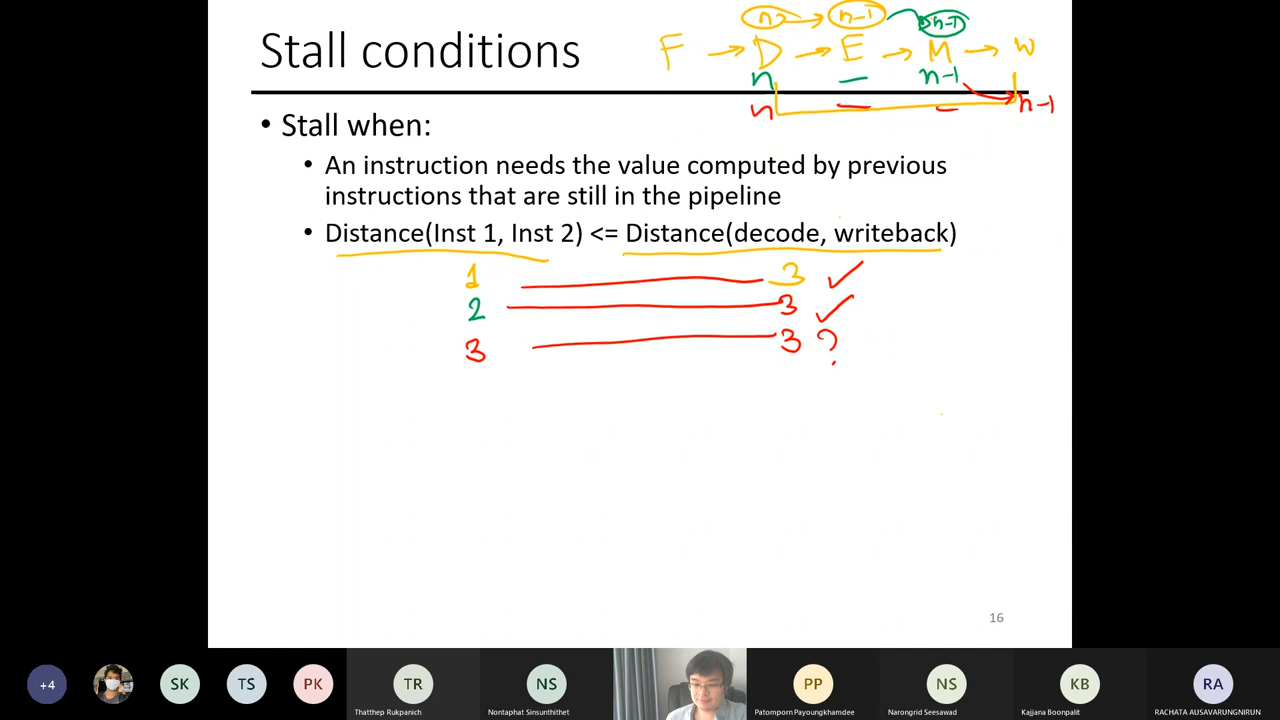 n → n-1 n-1
Stall conditions
F → D → E → M → w
n — n-1
n — — n-1
• Stall when:
• An instruction needs the value computed by previous
instructions that are still in the pipeline
• Distance(Inst 1, Inst 2) <= Distance(decode, writeback)
1 3 ✓
2 3 ✓
3 3 ?
16
+4
SK
TS
PK
TR
NS
PP
NS
KB
RA
Thatthep Rukpanich
Nontaphat Sinsunthithet
Patomporn Payoungkhamdee
Narongrid Seesawad
Kajjana Boonpalit
RACHATA AUSAVARUNGNIRUN